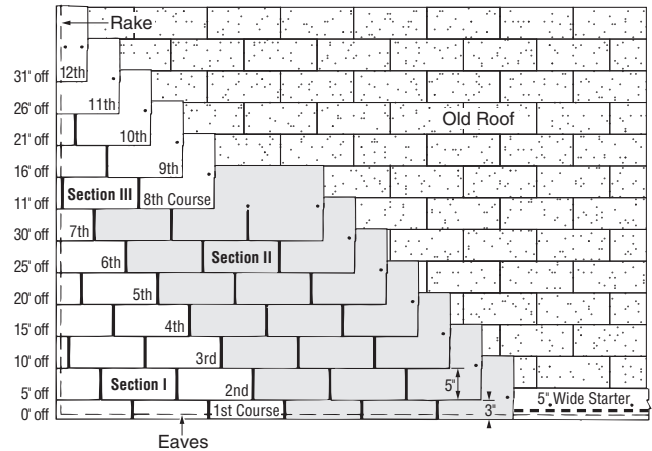 Rake
12th
31" off
11th
26" off
10th
Old Roof
21" off
9th
16" off
Section III
8th Course
11" off
7th
30" off
6th
Section II
25" off
5th
20" off
4th
15" off
3rd
10" off
Section I
2nd
5"
5" off
5" Wide Starter
0" off
1st Course
3"
Eaves